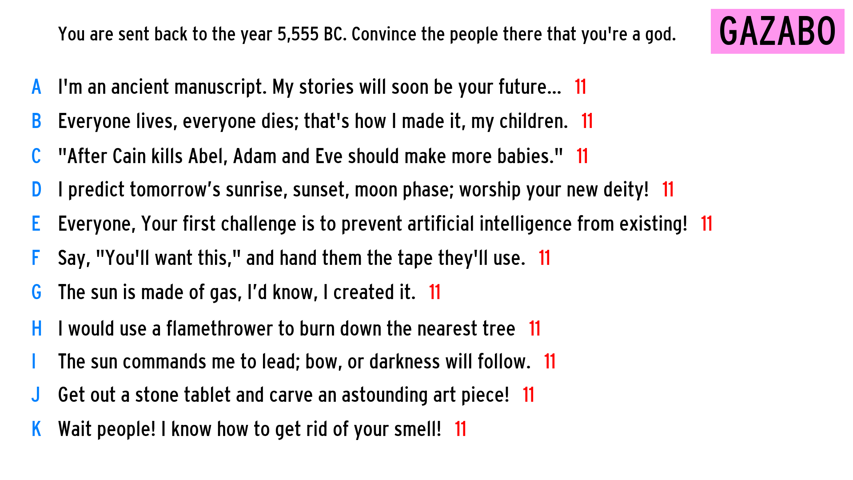 You are sent back to the year 5,555 BC. Convince the people there that you're a god.
GAZABO
A I'm an ancient manuscript. My stories will soon be your future... 11
B Everyone lives, everyone dies; that's how I made it, my children. 11
C "After Cain kills Abel, Adam and Eve should make more babies." 11
D I predict tomorrow’s sunrise, sunset, moon phase; worship your new deity! 11
E Everyone, Your first challenge is to prevent artificial intelligence from existing! 11
F Say, "You'll want this," and hand them the tape they'll use. 11
G The sun is made of gas, I’d know, I created it. 11
H I would use a flamethrower to burn down the nearest tree 11
I The sun commands me to lead; bow, or darkness will follow. 11
J Get out a stone tablet and carve an astounding art piece! 11
K Wait people! I know how to get rid of your smell! 11